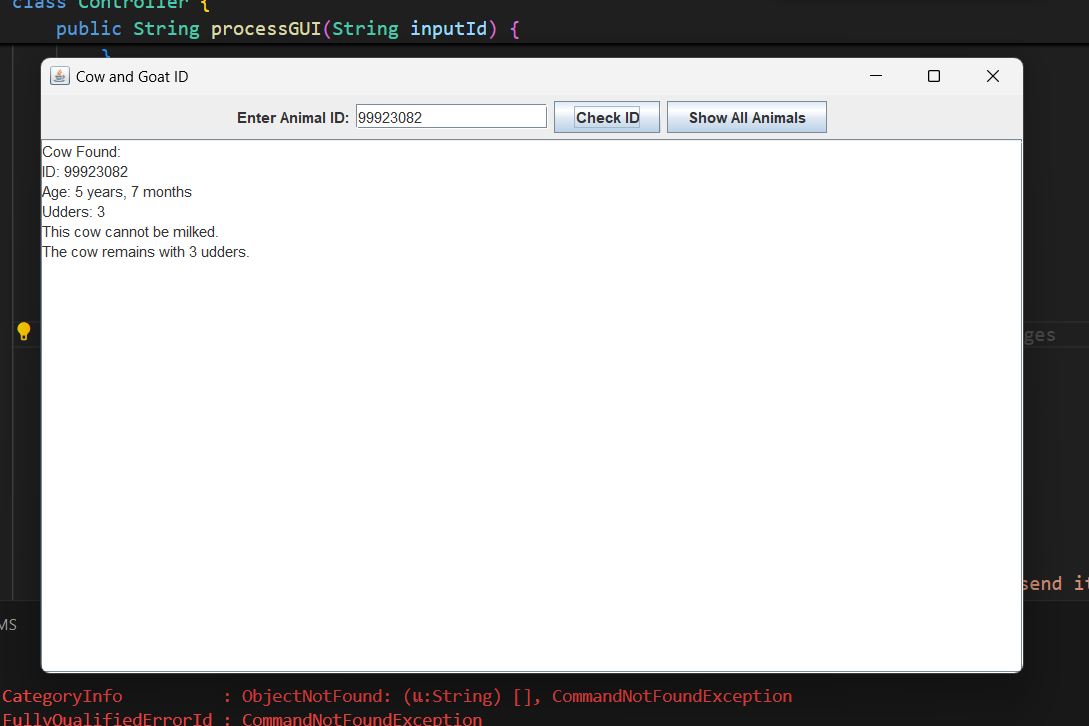 class Controller {
public String processGUI(String inputId) {
}
Cow and Goat ID
Enter Animal ID: 99923082 Check ID Show All Animals
Cow Found:
ID: 99923082
Age: 5 years, 7 months
Udders: 3
This cow cannot be milked.
The cow remains with 3 udders.
ges
send it
MS
CategoryInfo : ObjectNotFound: (แ:String) [], CommandNotFoundException
FullyQualifiedErrorId : CommandNotFoundException